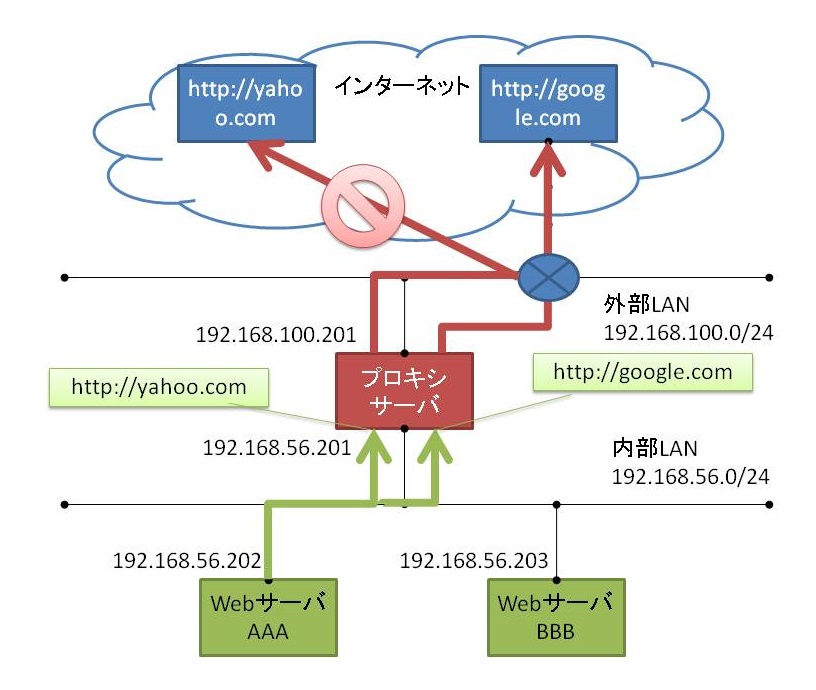 http://yaho
o.com
インターネット
http://goog
le.com
外部LAN
192.168.100.0/24
192.168.100.201
http://yahoo.com
プロキシ
サーバ
http://google.com
192.168.56.201
内部LAN
192.168.56.0/24
192.168.56.202
192.168.56.203
Webサーバ
AAA
Webサーバ
BBB